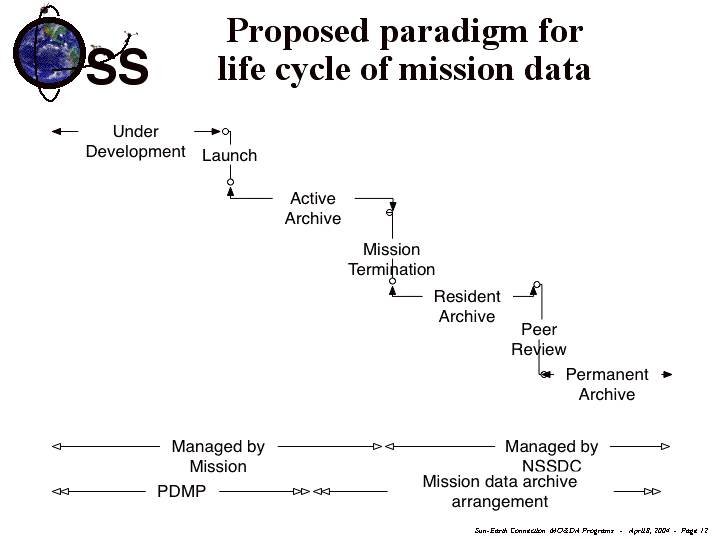 SS
Proposed paradigm for
life cycle of mission data
Under
Development
Launch
Active
Archive
Mission
Termination
Resident
Archive
Peer
Review
Permanent
Archive
Managed by
Mission
Managed by
NSSDC
PDMP
Mission data archive
arrangement
Sun-Earth Connection MO&DA Programs - April 8, 2004 - Page 12